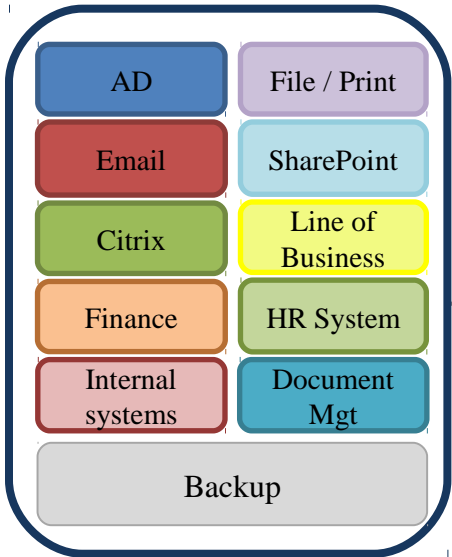 AD
File / Print
Email
SharePoint
Citrix
Line of
Business
Finance
HR System
Internal
systems
Document
Mgt
Backup